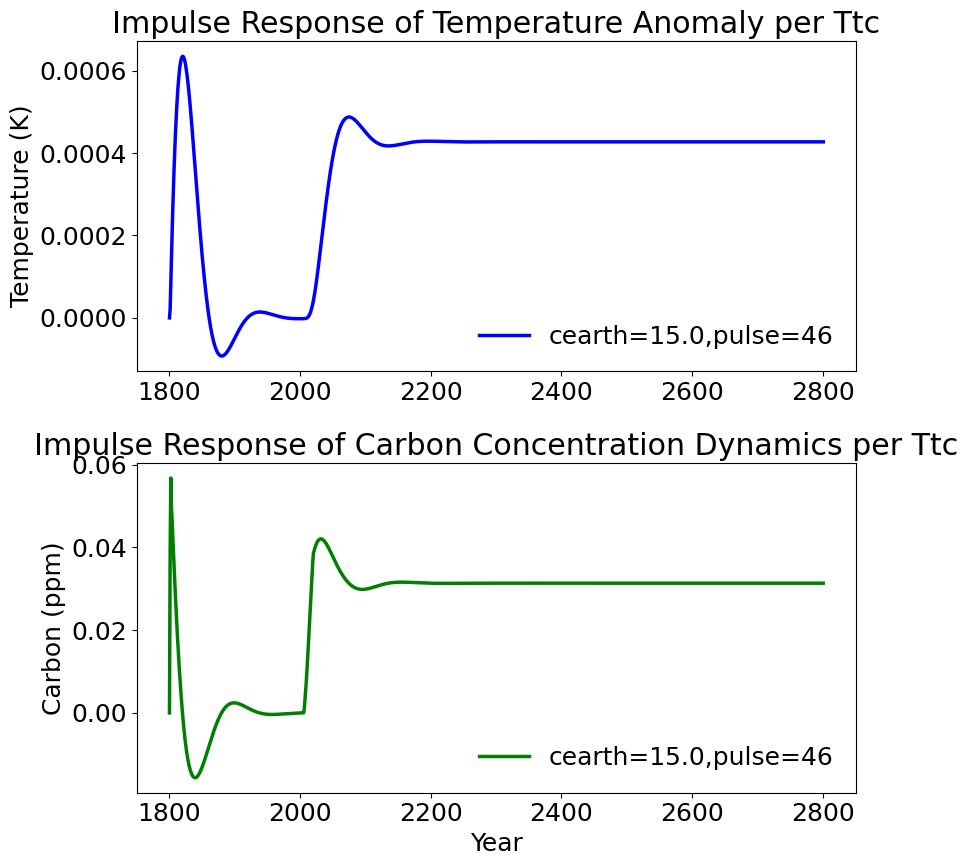 Impulse Response of Temperature Anomaly per Ttc
Temperature (K)
0.0006
0.0004
0.0002
0.0000
cearth=15.0,pulse=46
1800 2000 2200 2400 2600 2800
Impulse Response of Carbon Concentration Dynamics per Ttc
Carbon (ppm)
0.06
0.04
0.02
0.00
cearth=15.0,pulse=46
1800 2000 2200 2400 2600 2800
Year